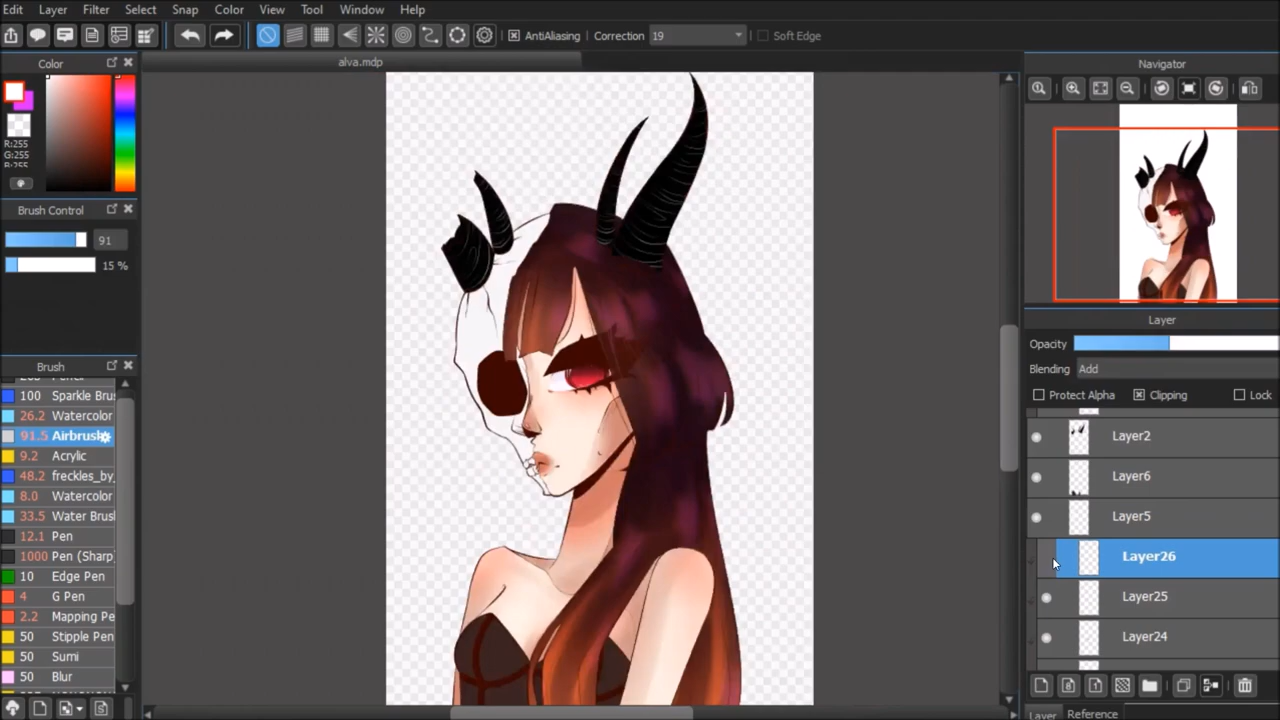 Edit Layer Filter Select Snap Color View Tool Window Help
AntiAliasing Correction 19 Soft Edge
Color
alva.mdp
Navigator
R:255
G:255
Brush Control
91
15 %
Layer
Opacity
Blending Add
Protect Alpha Clipping Lock
Brush
100 Sparkle Bru
26.2 Watercolor
91.5 Airbrush
9.2 Acrylic
48.2 freckles_by
8.0 Watercolor
33.5 Water Brus
12.1 Pen
1000 Pen (Sharp)
10 Edge Pen
4 G Pen
2.2 Mapping Pe
50 Stipple Pen
50 Sumi
50 Blur
Layer2
Layer6
Layer5
Layer26
Layer25
Layer24
Layer Reference